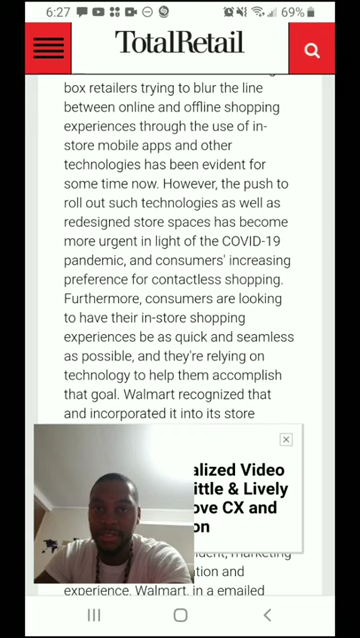 6:27
69%
TotalRetail
box retailers trying to blur the line
between online and offline shopping
experiences through the use of in-
store mobile apps and other
technologies has been evident for
some time now. However, the push to
roll out such technologies as well as
redesigned store spaces has become
more urgent in light of the COVID-19
pandemic, and consumers' increasing
preference for contactless shopping.
Furthermore, consumers are looking
to have their in-store shopping
experiences be as quick and seamless
as possible, and they're relying on
technology to help them accomplish
that goal. Walmart recognized that
and incorporated it into its store
alized Video
ittle & Lively
ove CX and
on
marketing
tion and
experience. Walmart, in a emailed